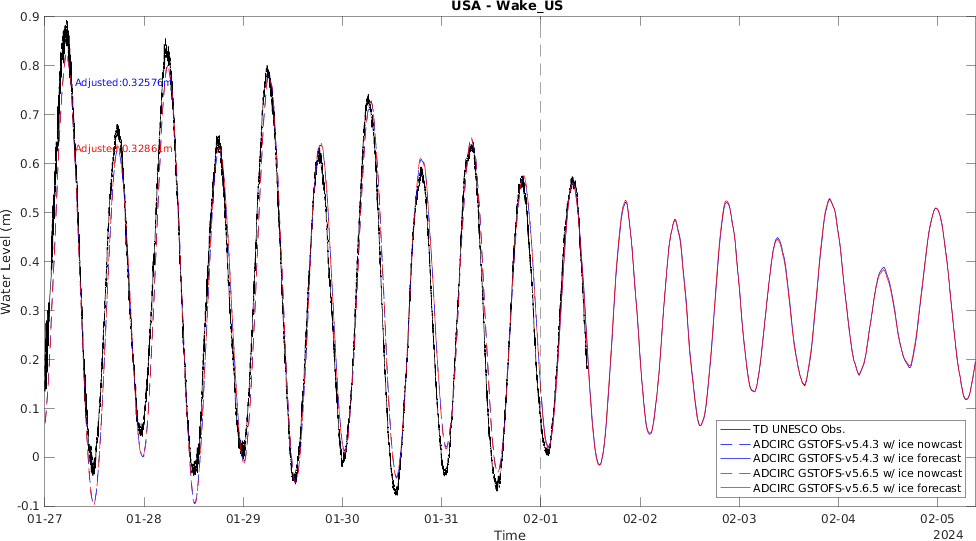 USA - Wake_US
0.9
0.8
0.7
0.6
0.5
0.4
0.3
0.2
0.1
0
-0.1
Water Level (m)
Adjusted:0.32576m
Adjusted:0.32861m
TD UNESCO Obs.
ADCIRC GSTOFS-v5.4.3 w/ ice nowcast
ADCIRC GSTOFS-v5.4.3 w/ ice forecast
ADCIRC GSTOFS-v5.6.5 w/ ice nowcast
ADCIRC GSTOFS-v5.6.5 w/ ice forecast
01-27 01-28 01-29 01-30 01-31 02-01 02-02 02-03 02-04 02-05
Time 2024